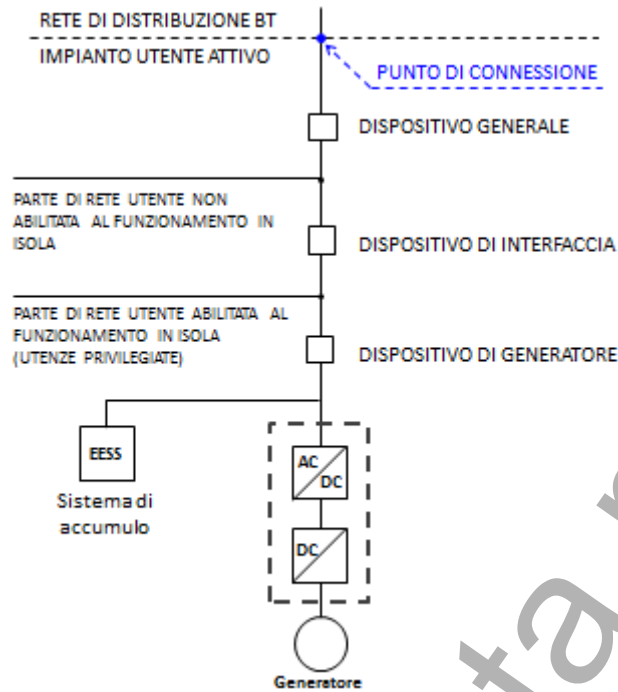 RETE DI DISTRIBUZIONE BT
IMPIANTO UTENTE ATTIVO
PUNTO DI CONNESSIONE
DISPOSITIVO GENERALE
PARTE DI RETE UTENTE NON
ABILITATA AL FUNZIONAMENTO IN
ISOLA
DISPOSITIVO DI INTERFACCIA
PARTE DI RETE UTENTE ABILITATA AL
FUNZIONAMENTO IN ISOLA
(UTENZE PRIVILEGIATE)
DISPOSITIVO DI GENERATORE
EESS
Sistema di
accumulo
AC
DC
DC
Generatore